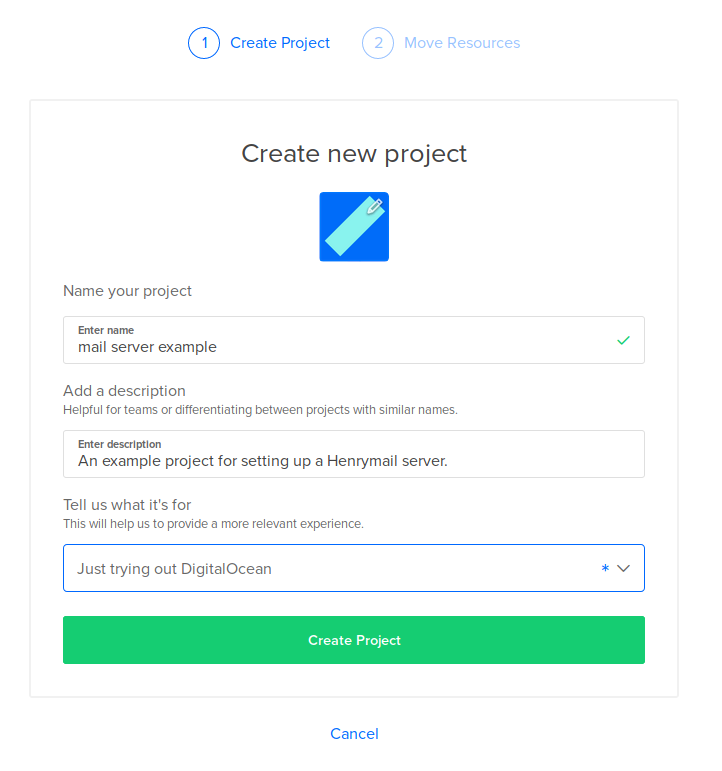 1 Create Project 2 Move Resources
Create new project
Name your project
Enter name
mail server example
Add a description
Helpful for teams or differentiating between projects with similar names.
Enter description
An example project for setting up a Henrymail server.
Tell us what it's for
This will help us to provide a more relevant experience.
Just trying out DigitalOcean *
Create Project
Cancel